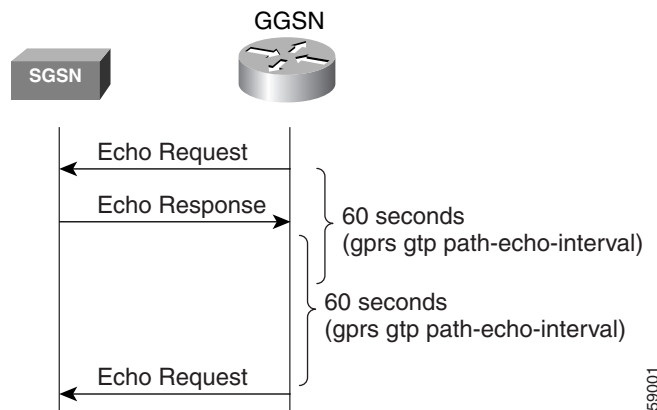 GGSN
SGSN
Echo Request
Echo Response
60 seconds
(gprs gtp path-echo-interval)
60 seconds
(gprs gtp path-echo-interval)
Echo Request
59001